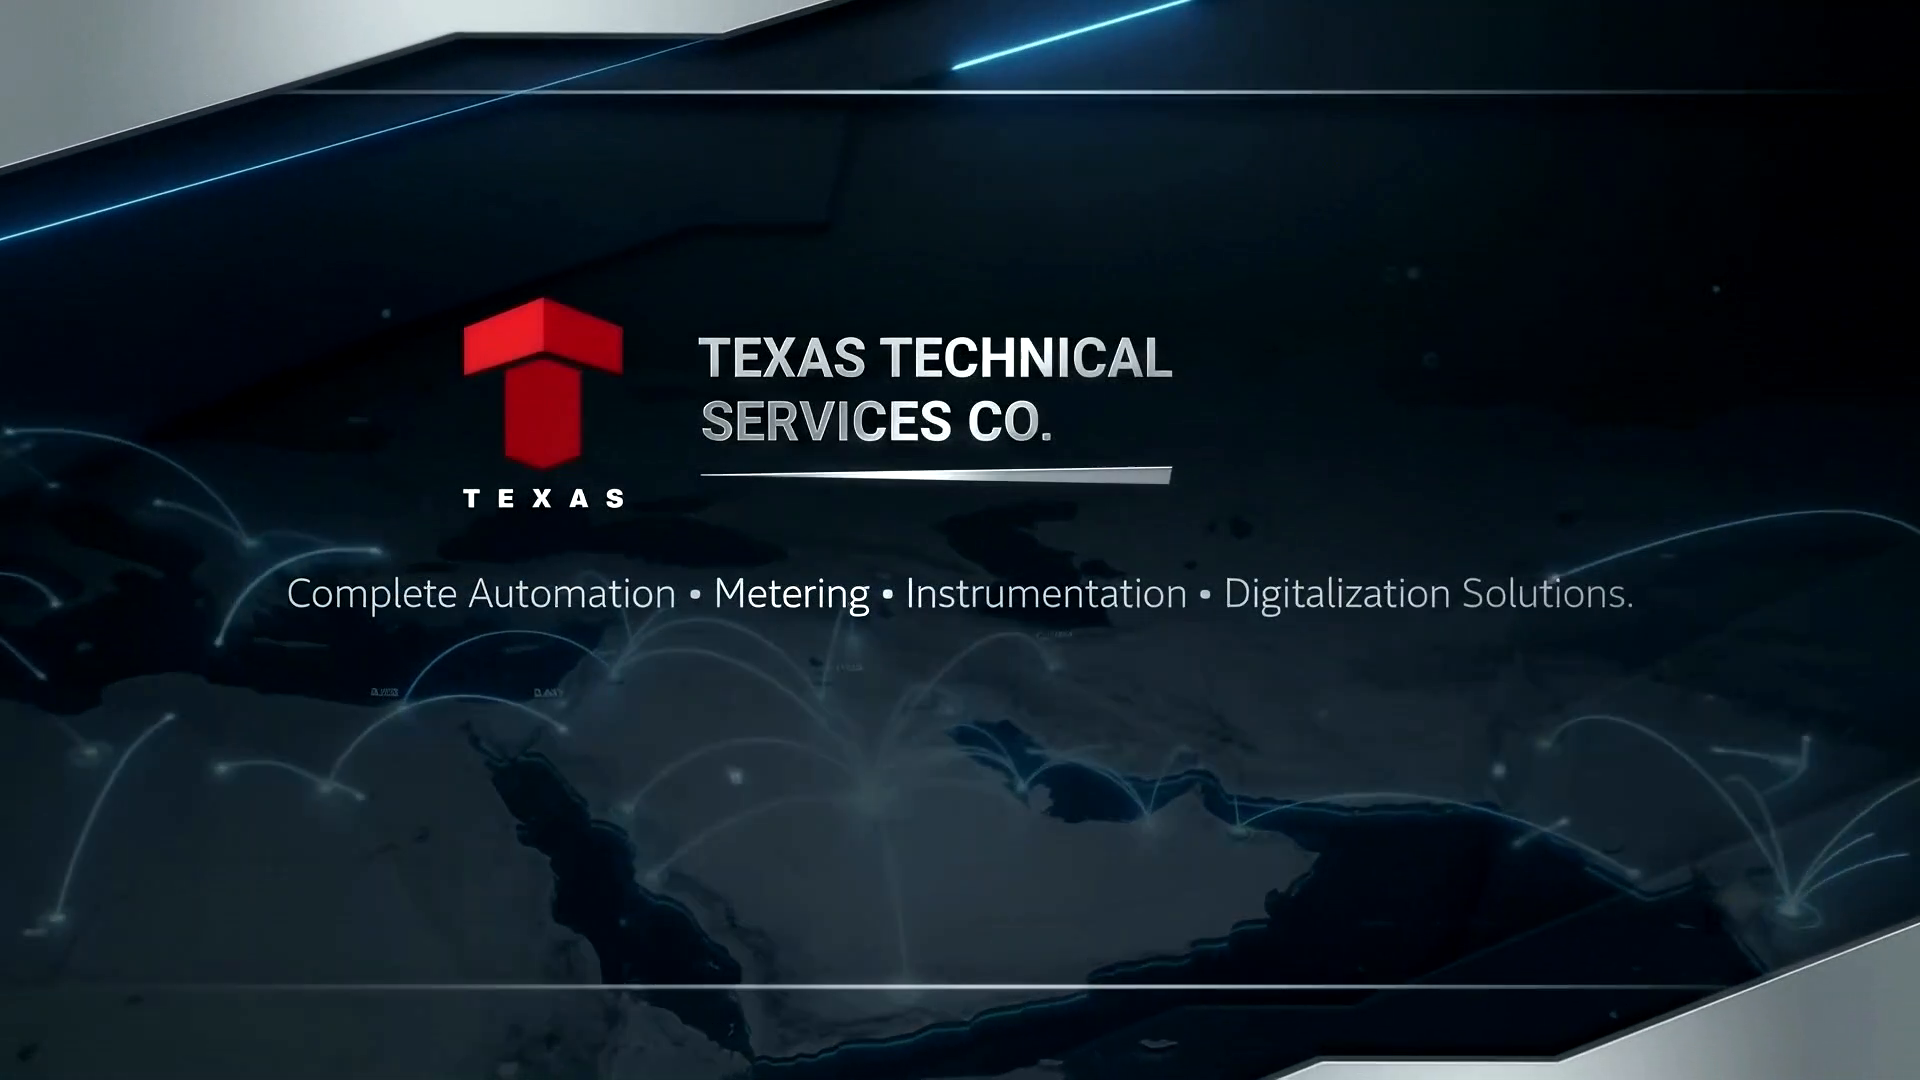 TEXAS TECHNICAL
SERVICES CO.
TEXAS
Complete Automation • Metering • Instrumentation • Digitalization Solutions.